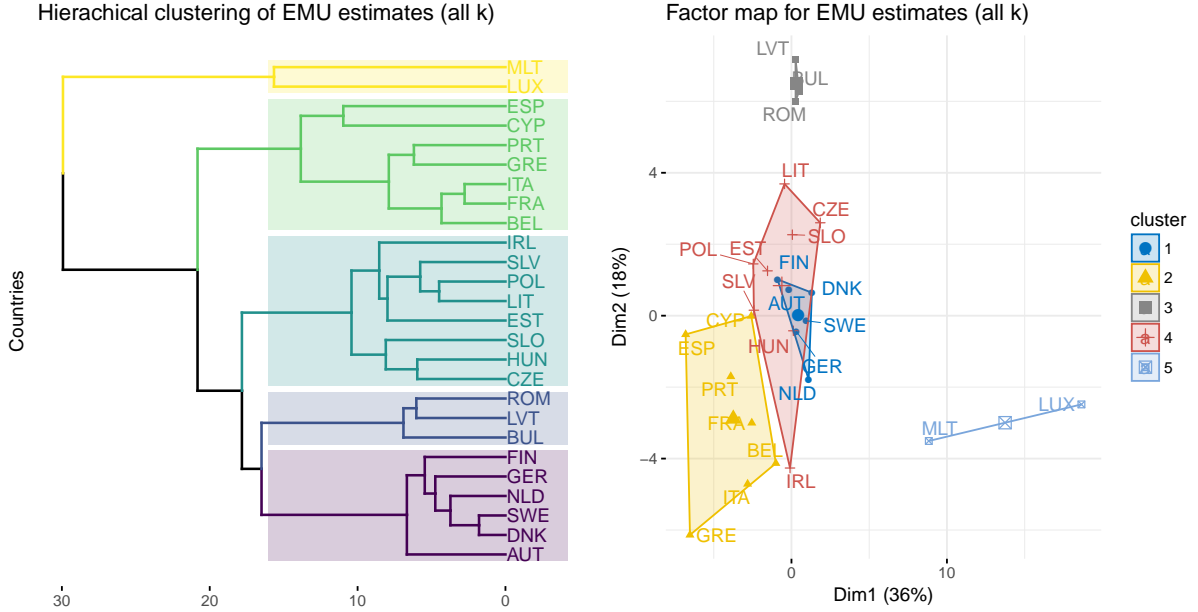 Hierachical clustering of EMU estimates (all k)
Countries
MLT
LUX
ESP
CYP
PRT
GRE
ITA
FRA
BEL
IRL
SLV
POL
LIT
EST
SLO
HUN
CZE
ROM
LVT
BUL
FIN
GER
NLD
SWE
DNK
AUT
30
20
10
0
Factor map for EMU estimates (all k)
Dim2 (18%)
4
0
−4
LVT
BUL
ROM
LIT
CZE
SLO
EST
POL
FIN
SLV
DNK
AUT
CYP
SWE
HUN
ESP
GER
PRT
NLD
FRA
LUX
MLT
BEL
IRL
ITA
GRE
0
10
Dim1 (36%)
cluster
a 1
a 2
a 3
a 4
a 5